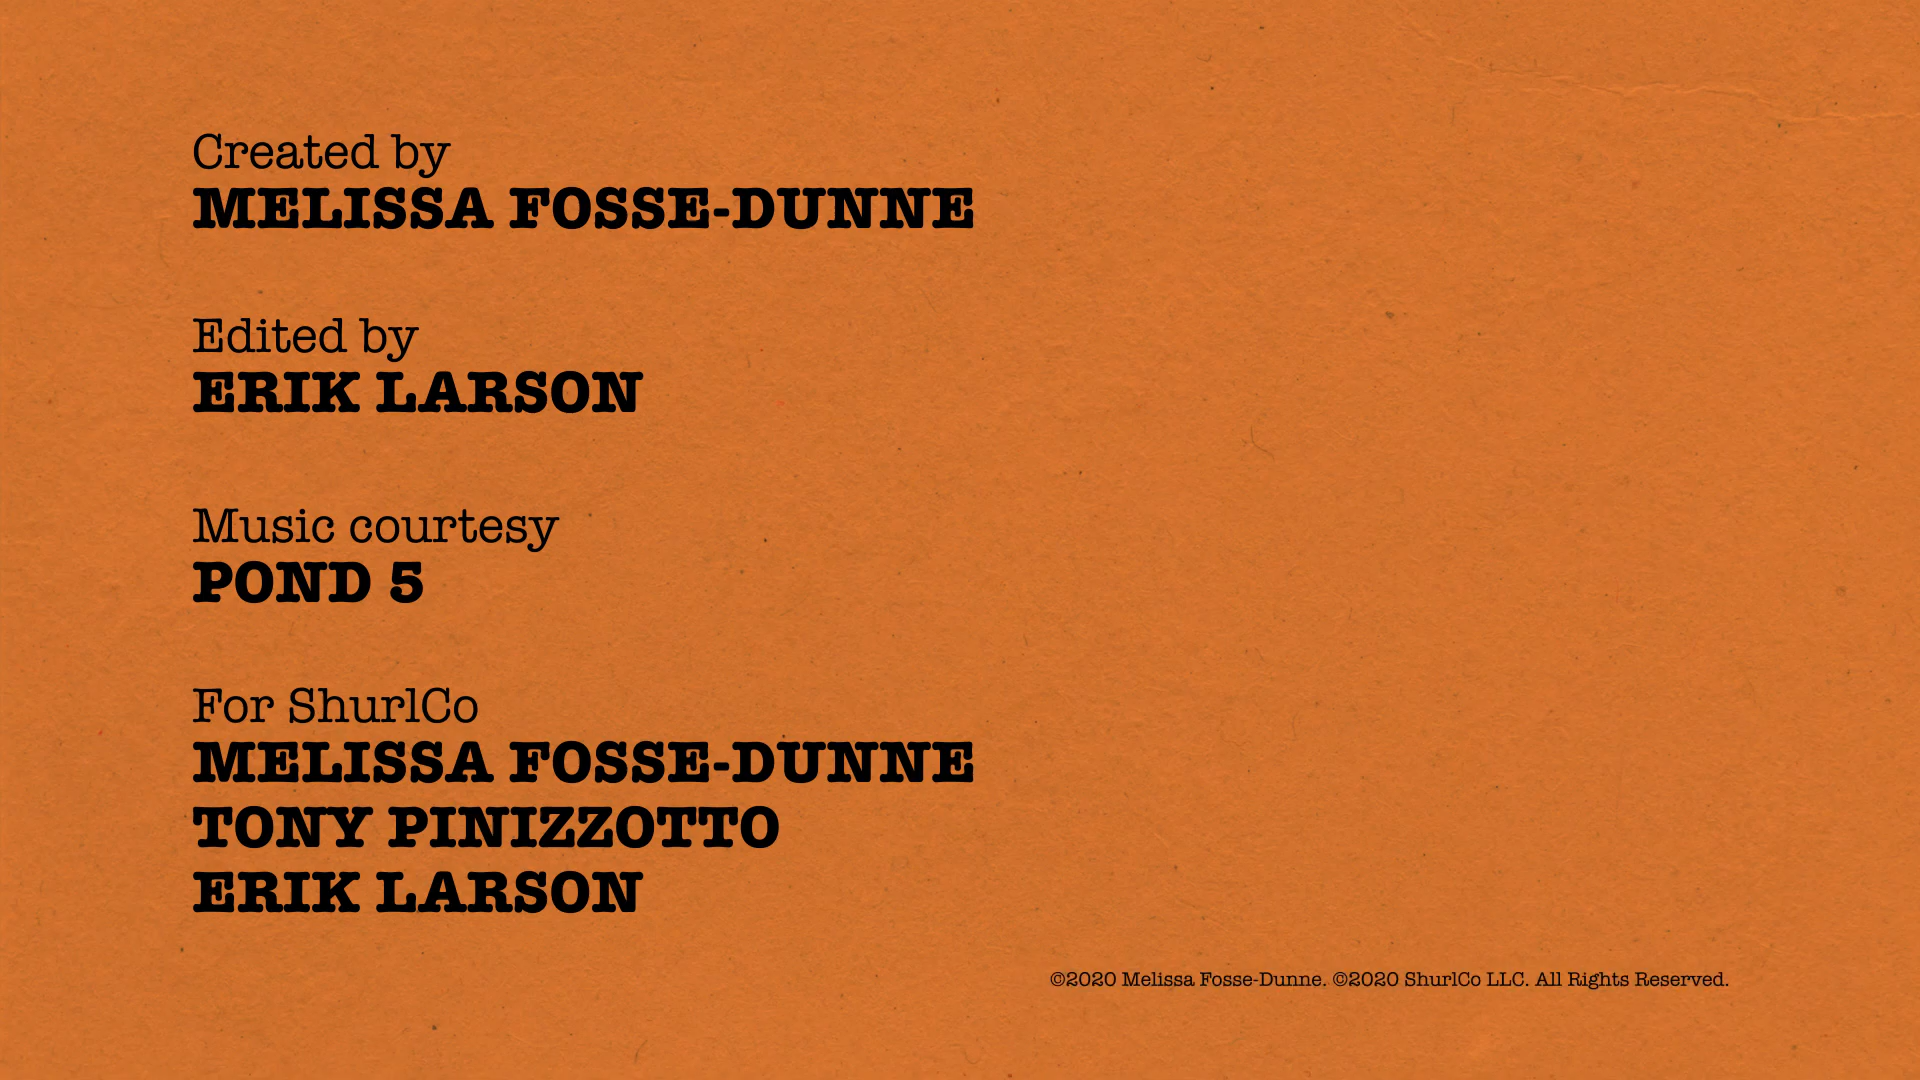 Created by
MELISSA FOSSE-DUNNE
Edited by
ERIK LARSON
Music courtesy
POND 5
For ShurlCo
MELISSA FOSSE-DUNNE
TONY PINIZZOTTO
ERIK LARSON
©2020 Melissa Fosse-Dunne. ©2020 ShurlCo LLC. All Rights Reserved.